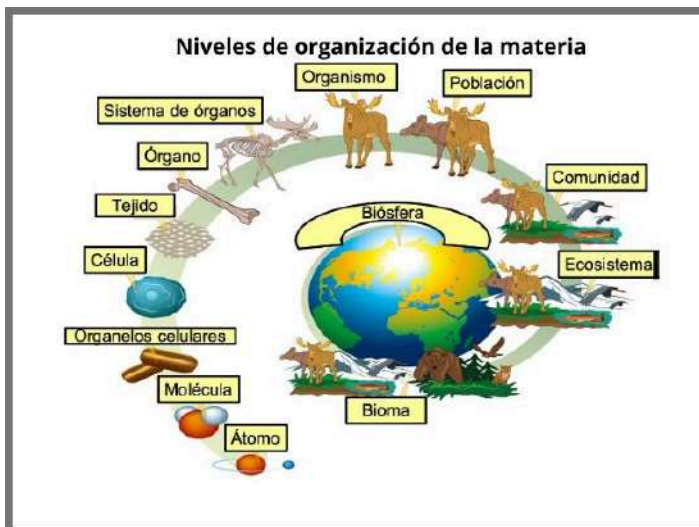 Niveles de organización de la materia
Organismo
Población
Sistema de órganos
Órgano
Comunidad
Tejido
Biósfera
Célula
Ecosistema
Organelos celulares
Molécula
Bioma
Átomo